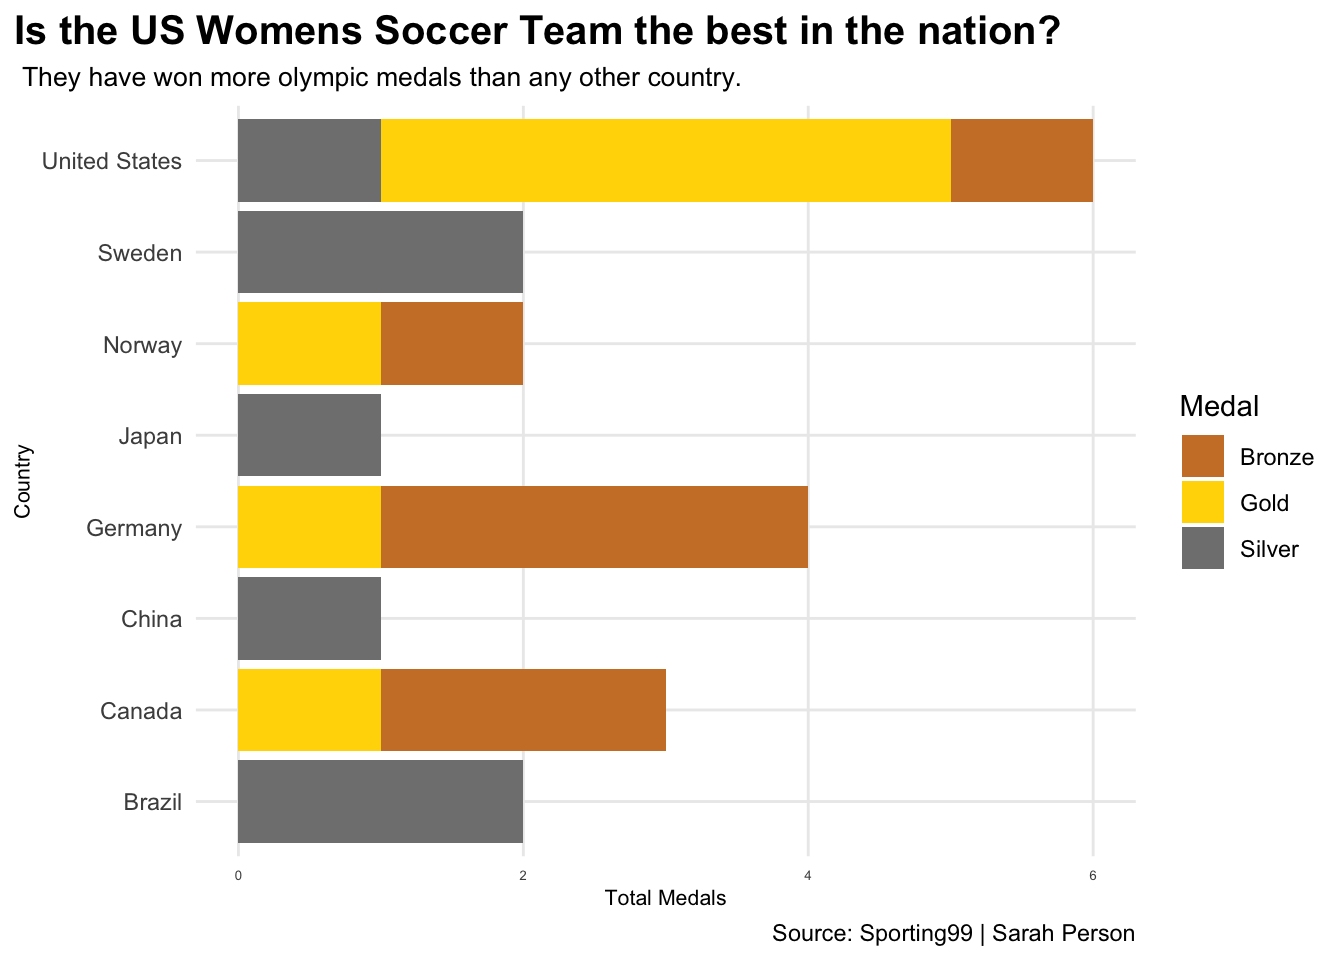 Is the US Womens Soccer Team the best in the nation?
They have won more olympic medals than any other country.
United States
Sweden
Norway
Japan
Germany
China
Canada
Brazil
Country
0 2 4 6
Total Medals
Medal
Bronze
Gold
Silver
Source: Sporting99 | Sarah Person